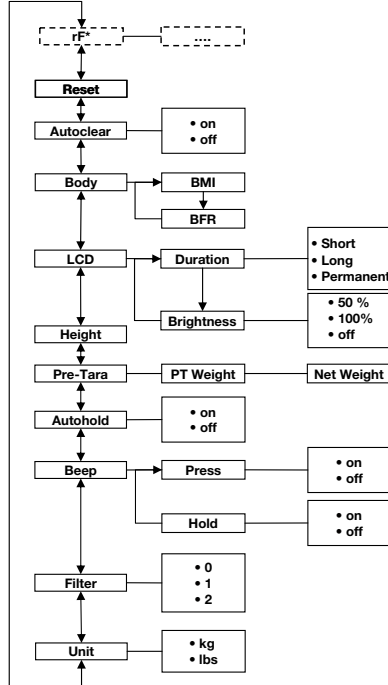 rF*
....
Reset
Autoclear
• on
• off
Body
BMI
BFR
LCD
Duration
• Short
• Long
• Permanent
Brightness
• 50 %
• 100%
• off
Height
Pre-Tara
PT Weight
Net Weight
Autohold
• on
• off
Beep
Press
• on
• off
Hold
• on
• off
Filter
• 0
• 1
• 2
Unit
• kg
• lbs